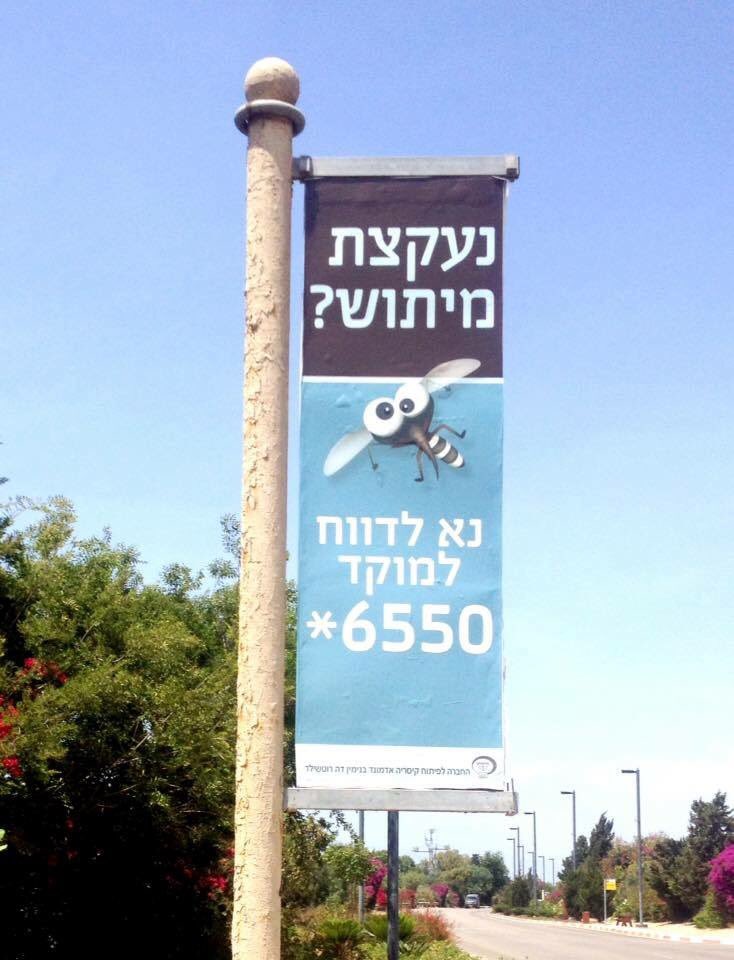 נעקצת
מיתוש?
נא לדווח
למוקד
*6550
החברה לפיתוח קיסריה אדמונד בנימין דה רוטשילד